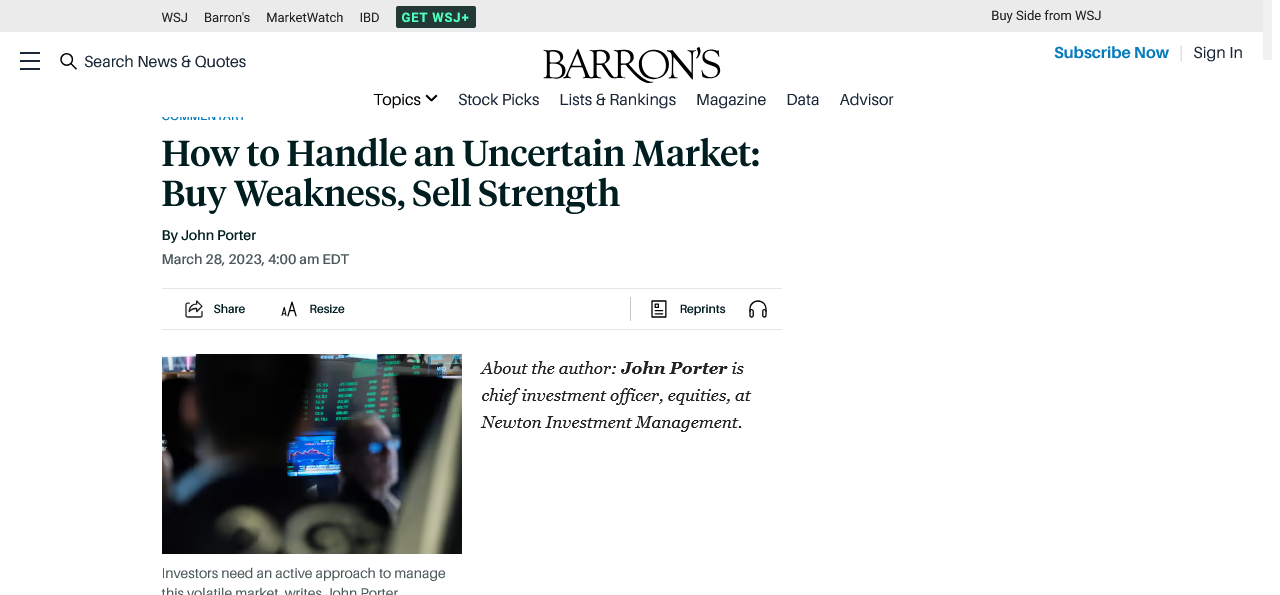 WSJ Barron's MarketWatch IBD GET WSJ+ Buy Side from WSJ
Search News & Quotes BARRON'S Subscribe Now Sign In
Topics Stock Picks Lists & Rankings Magazine Data Advisor
COMMENTARY
How to Handle an Uncertain Market:
Buy Weakness, Sell Strength
By John Porter
March 28, 2023, 4:00 am EDT
Share AA Resize Reprints
About the author: John Porter is
chief investment officer, equities, at
Newton Investment Management.
Investors need an active approach to manage
this volatile market, writes John Porter.